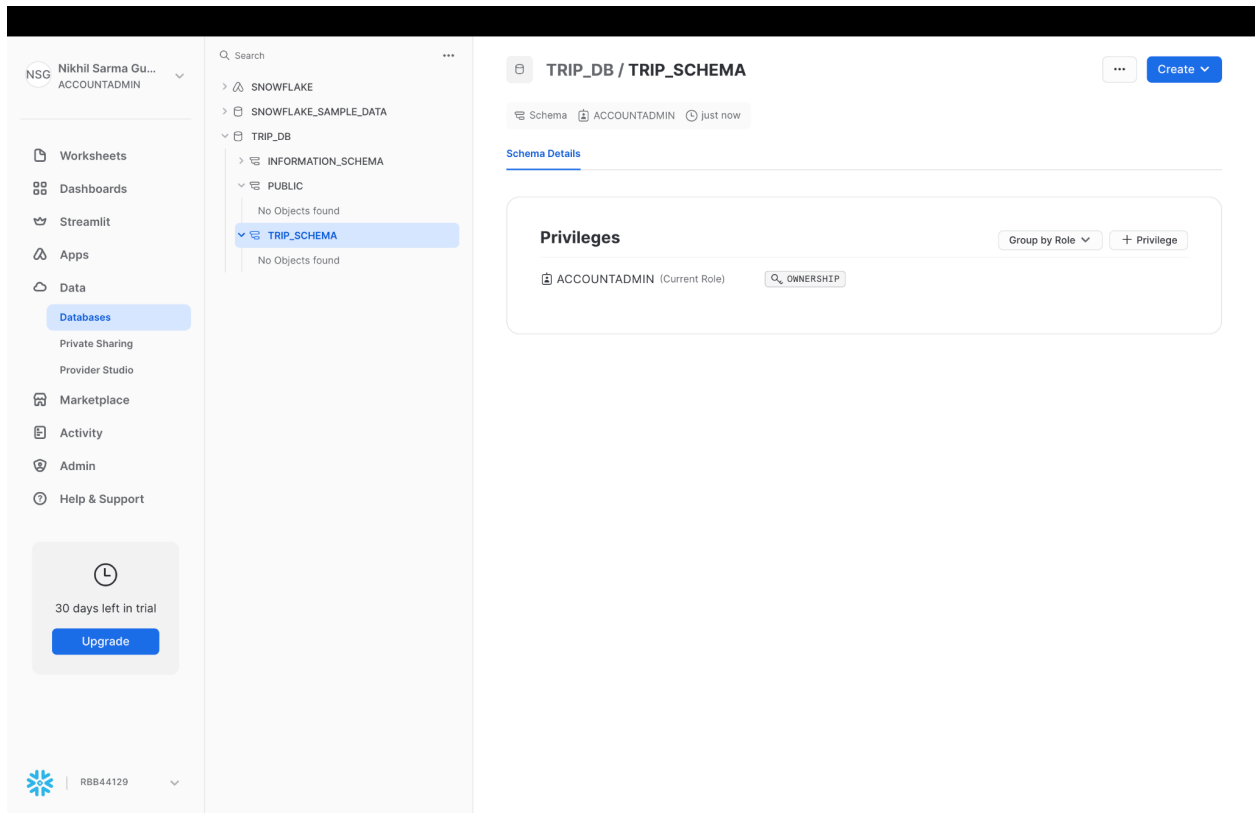 NSG
Nikhil Sarma Gu...
ACCOUNTADMIN
Worksheets
Dashboards
Streamlit
Apps
Data
Databases
Private Sharing
Provider Studio
Marketplace
Activity
Admin
Help & Support
30 days left in trial
Upgrade
RBB44129
Search
SNOWFLAKE
SNOWFLAKE_SAMPLE_DATA
TRIP_DB
INFORMATION_SCHEMA
PUBLIC
No Objects found
TRIP_SCHEMA
No Objects found
TRIP_DB / TRIP_SCHEMA
... Create
Schema ACCOUNTADMIN just now
Schema Details
Privileges
Group by Role + Privilege
ACCOUNTADMIN (Current Role) OWNERSHIP